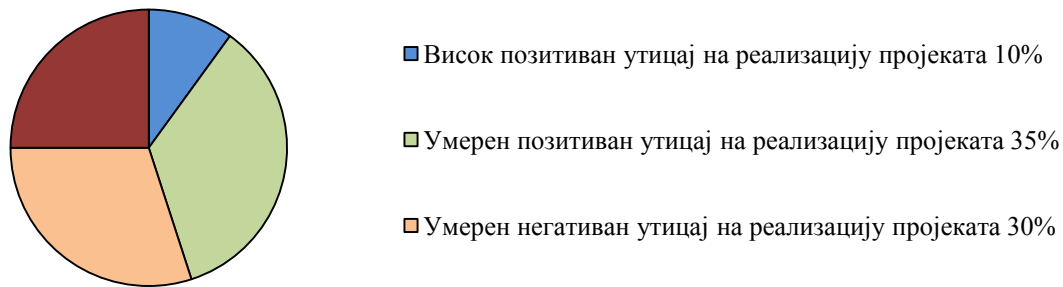 Висок позитиван утицај на реализацију пројеката 10%
Умерен позитиван утицај на реализацију пројеката 35%
Умерен негативан утицај на реализацију пројеката 30%